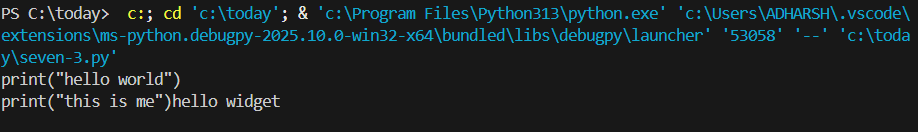 PS C:\today>  c:; cd 'c:\today'; & 'c:\Program Files\Python313\python.exe' 'c:\Users\ADHARSH\.vscode\
extensions\ms-python.debugpy-2025.10.0-win32-x64\bundled\libs\debugpy\launcher' '53058' '--' 'c:\toda
y\seven-3.py'
print("hello world")
print("this is me")hello widget